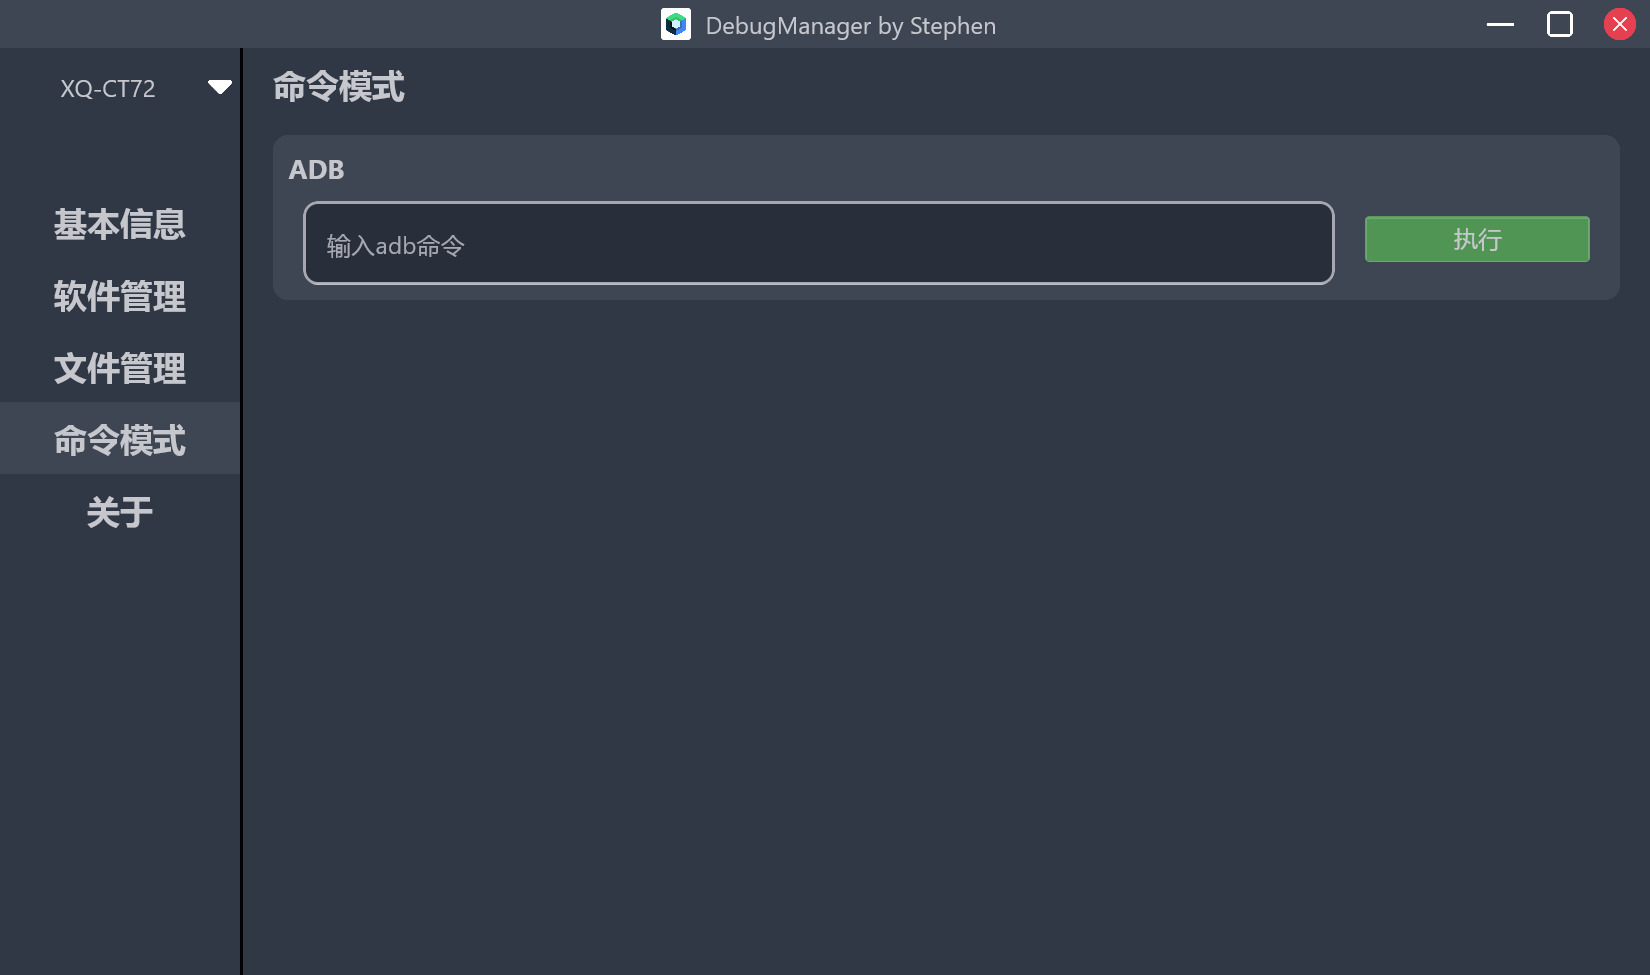 DebugManager by Stephen
XQ-CT72
基本信息
软件管理
文件管理
命令模式
关于
命令模式
ADB
输入adb命令
执行